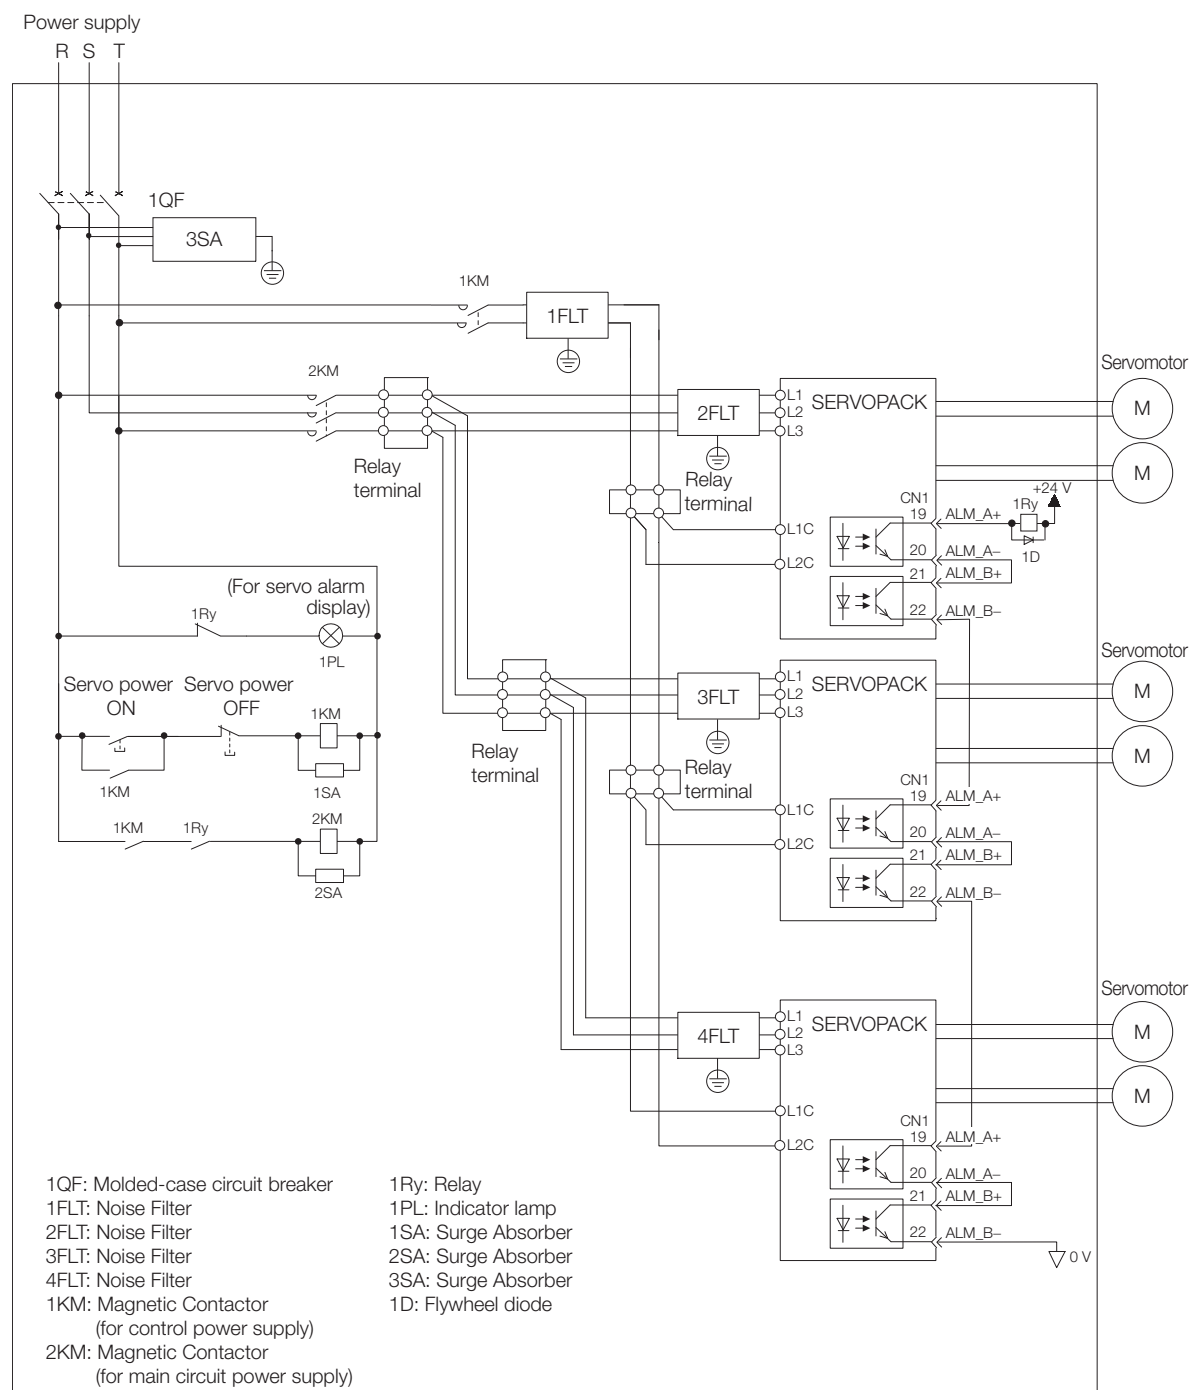 Power supply
R S T
1QF
3SA
1KM
1FLT
Servomotor
2KM
L1
SERVOPACK
M
2FLT
L2
L3
Relay
terminal
M
Relay
terminal
+24 V
CN1
1Ry
19
ALM_A+
L1C
1D
20
ALM_A–
L2C
21
ALM_B+
(For servo alarm
display)
22
ALM_B–
1Ry
1PL
Servomotor
Servo power
ON
Servo power
OFF
L1
SERVOPACK
M
3FLT
L2
L3
1KM
Relay
terminal
M
Relay
terminal
1KM
1SA
CN1
19
ALM_A+
L1C
1KM
1Ry
2KM
20
ALM_A–
L2C
21
ALM_B+
2SA
22
ALM_B–
Servomotor
L1
SERVOPACK
M
4FLT
L2
L3
M
L1C
CN1
19
ALM_A+
L2C
20
ALM_A–
21
ALM_B+
22
ALM_B–
0 V
1QF: Molded-case circuit breaker
1FLT: Noise Filter
2FLT: Noise Filter
3FLT: Noise Filter
4FLT: Noise Filter
1KM: Magnetic Contactor
(for control power supply)
2KM: Magnetic Contactor
(for main circuit power supply)
1Ry: Relay
1PL: Indicator lamp
1SA: Surge Absorber
2SA: Surge Absorber
3SA: Surge Absorber
1D: Flywheel diode